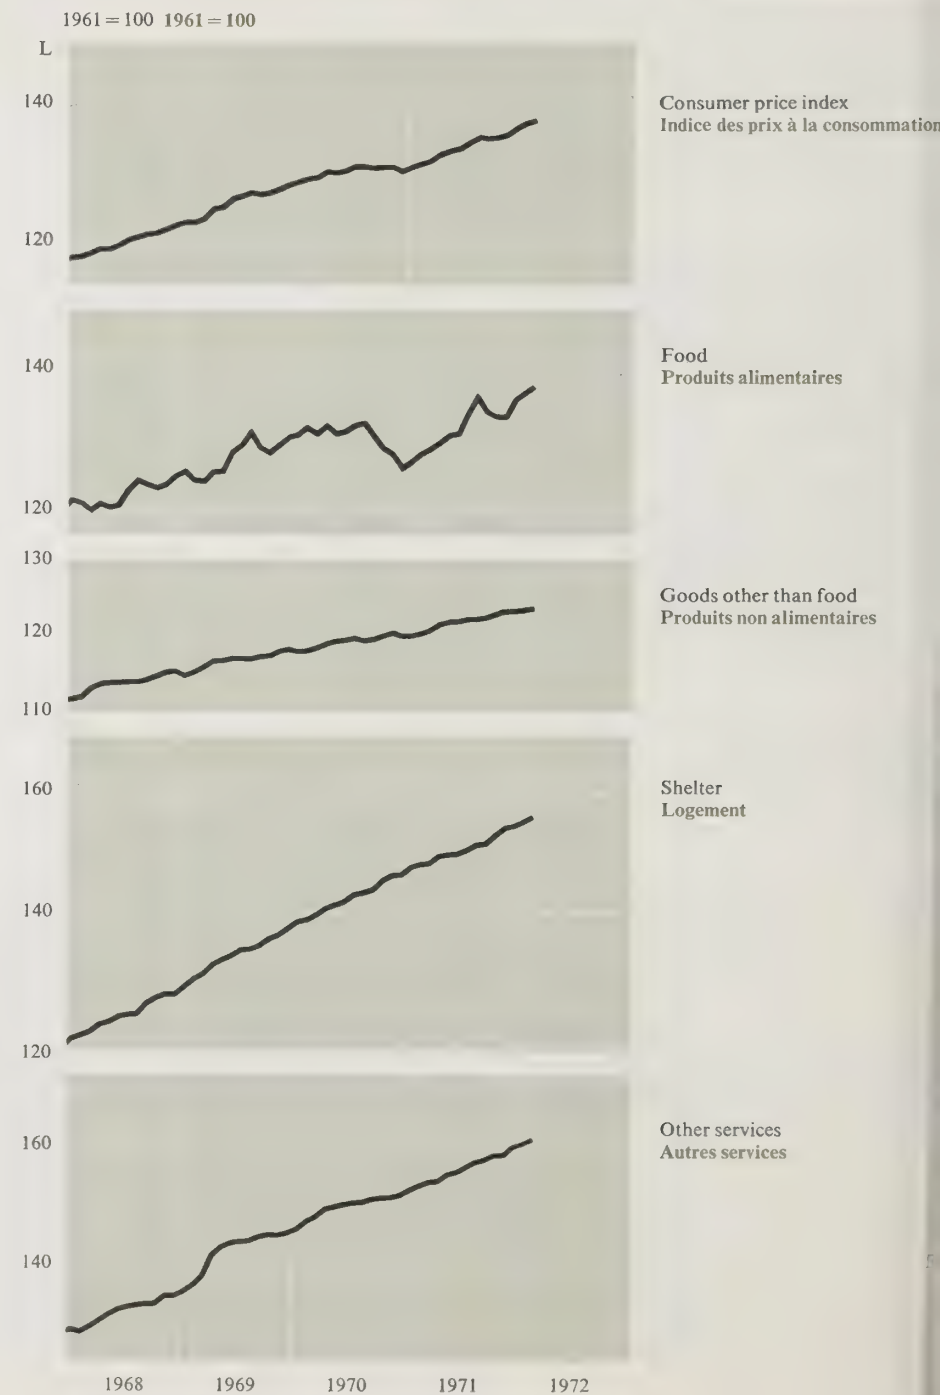 1961 = 100 1961 = 100
L
140
120
Consumer price index
Indice des prix à la consommation
140
120
Food
Produits alimentaires
130
120
110
Goods other than food
Produits non alimentaires
160
140
120
Shelter
Logement
160
140
Other services
Autres services
1968 1969 1970 1971 1972